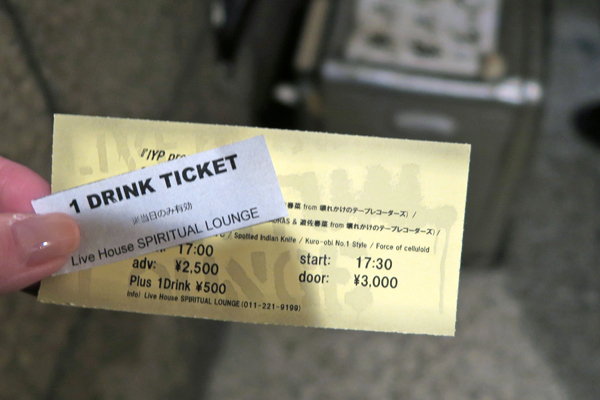 『IYP pr
1 DRINK TICKET
※当日のみ有効
Live House SPIRITUAL LOUNGE
春菜 from 壊れかけのテープレコーダーズ) /
& 遊佐春菜 from 壊れかけのテープレコーダーズ) /
/ Spotted Indian Knife / Kuro-obi No.1 Style / Force of celluloid
17:00 start: 17:30
adv: ¥2,500 door: ¥3,000
Plus 1Drink ¥500
Info) Live House SPIRITUAL LOUNGE (011-221-9199)